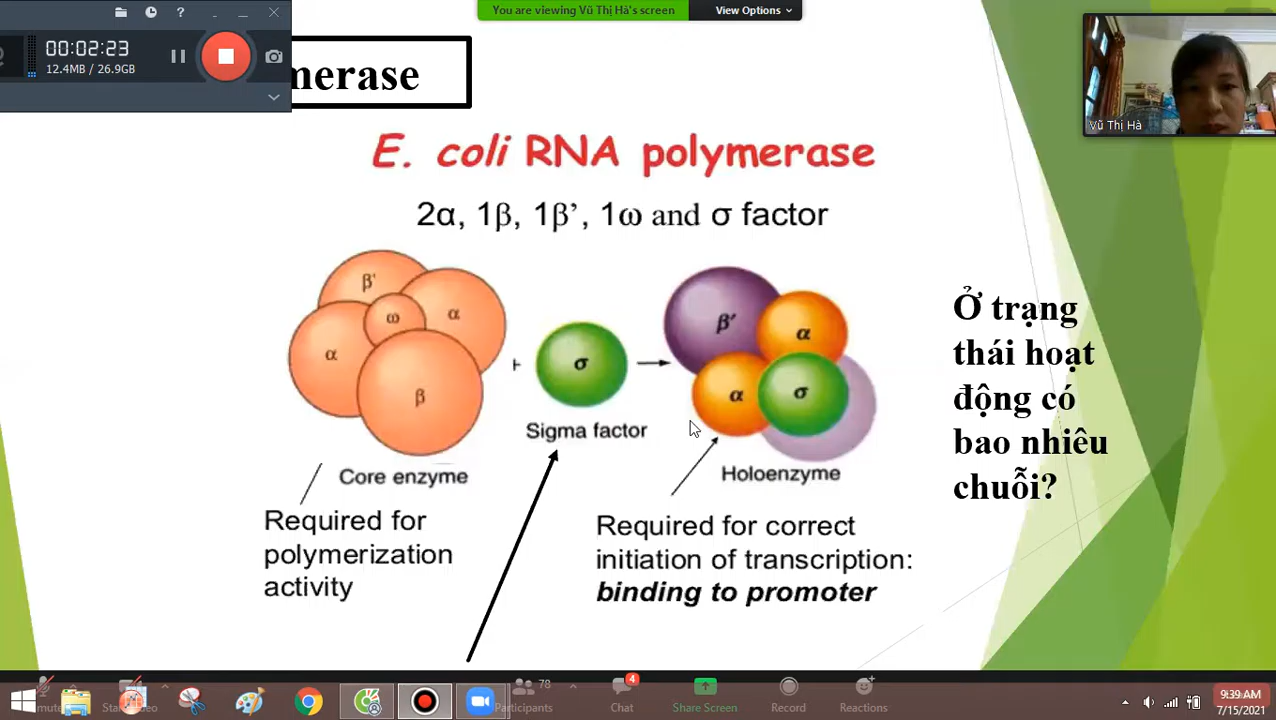 You are viewing Vũ Thị Hà's screen
View Options
00:02:23
12.4MB / 26.9GB
merase
Vũ Thị Hà
E. coli RNA polymerase
2α, 1β, 1β’, 1ω and σ factor
β'
ω
α
α
β
+
σ
β′
α
α
σ
Sigma factor
Core enzyme
Holoenzyme
Required for
polymerization
activity
Required for correct
initiation of transcription:
binding to promoter
Ở trạng
thái hoạt
động có
bao nhiêu
chuỗi?
78
Participants
4
Chat
Share Screen
Record
Reactions
9:39 AM
7/15/2021